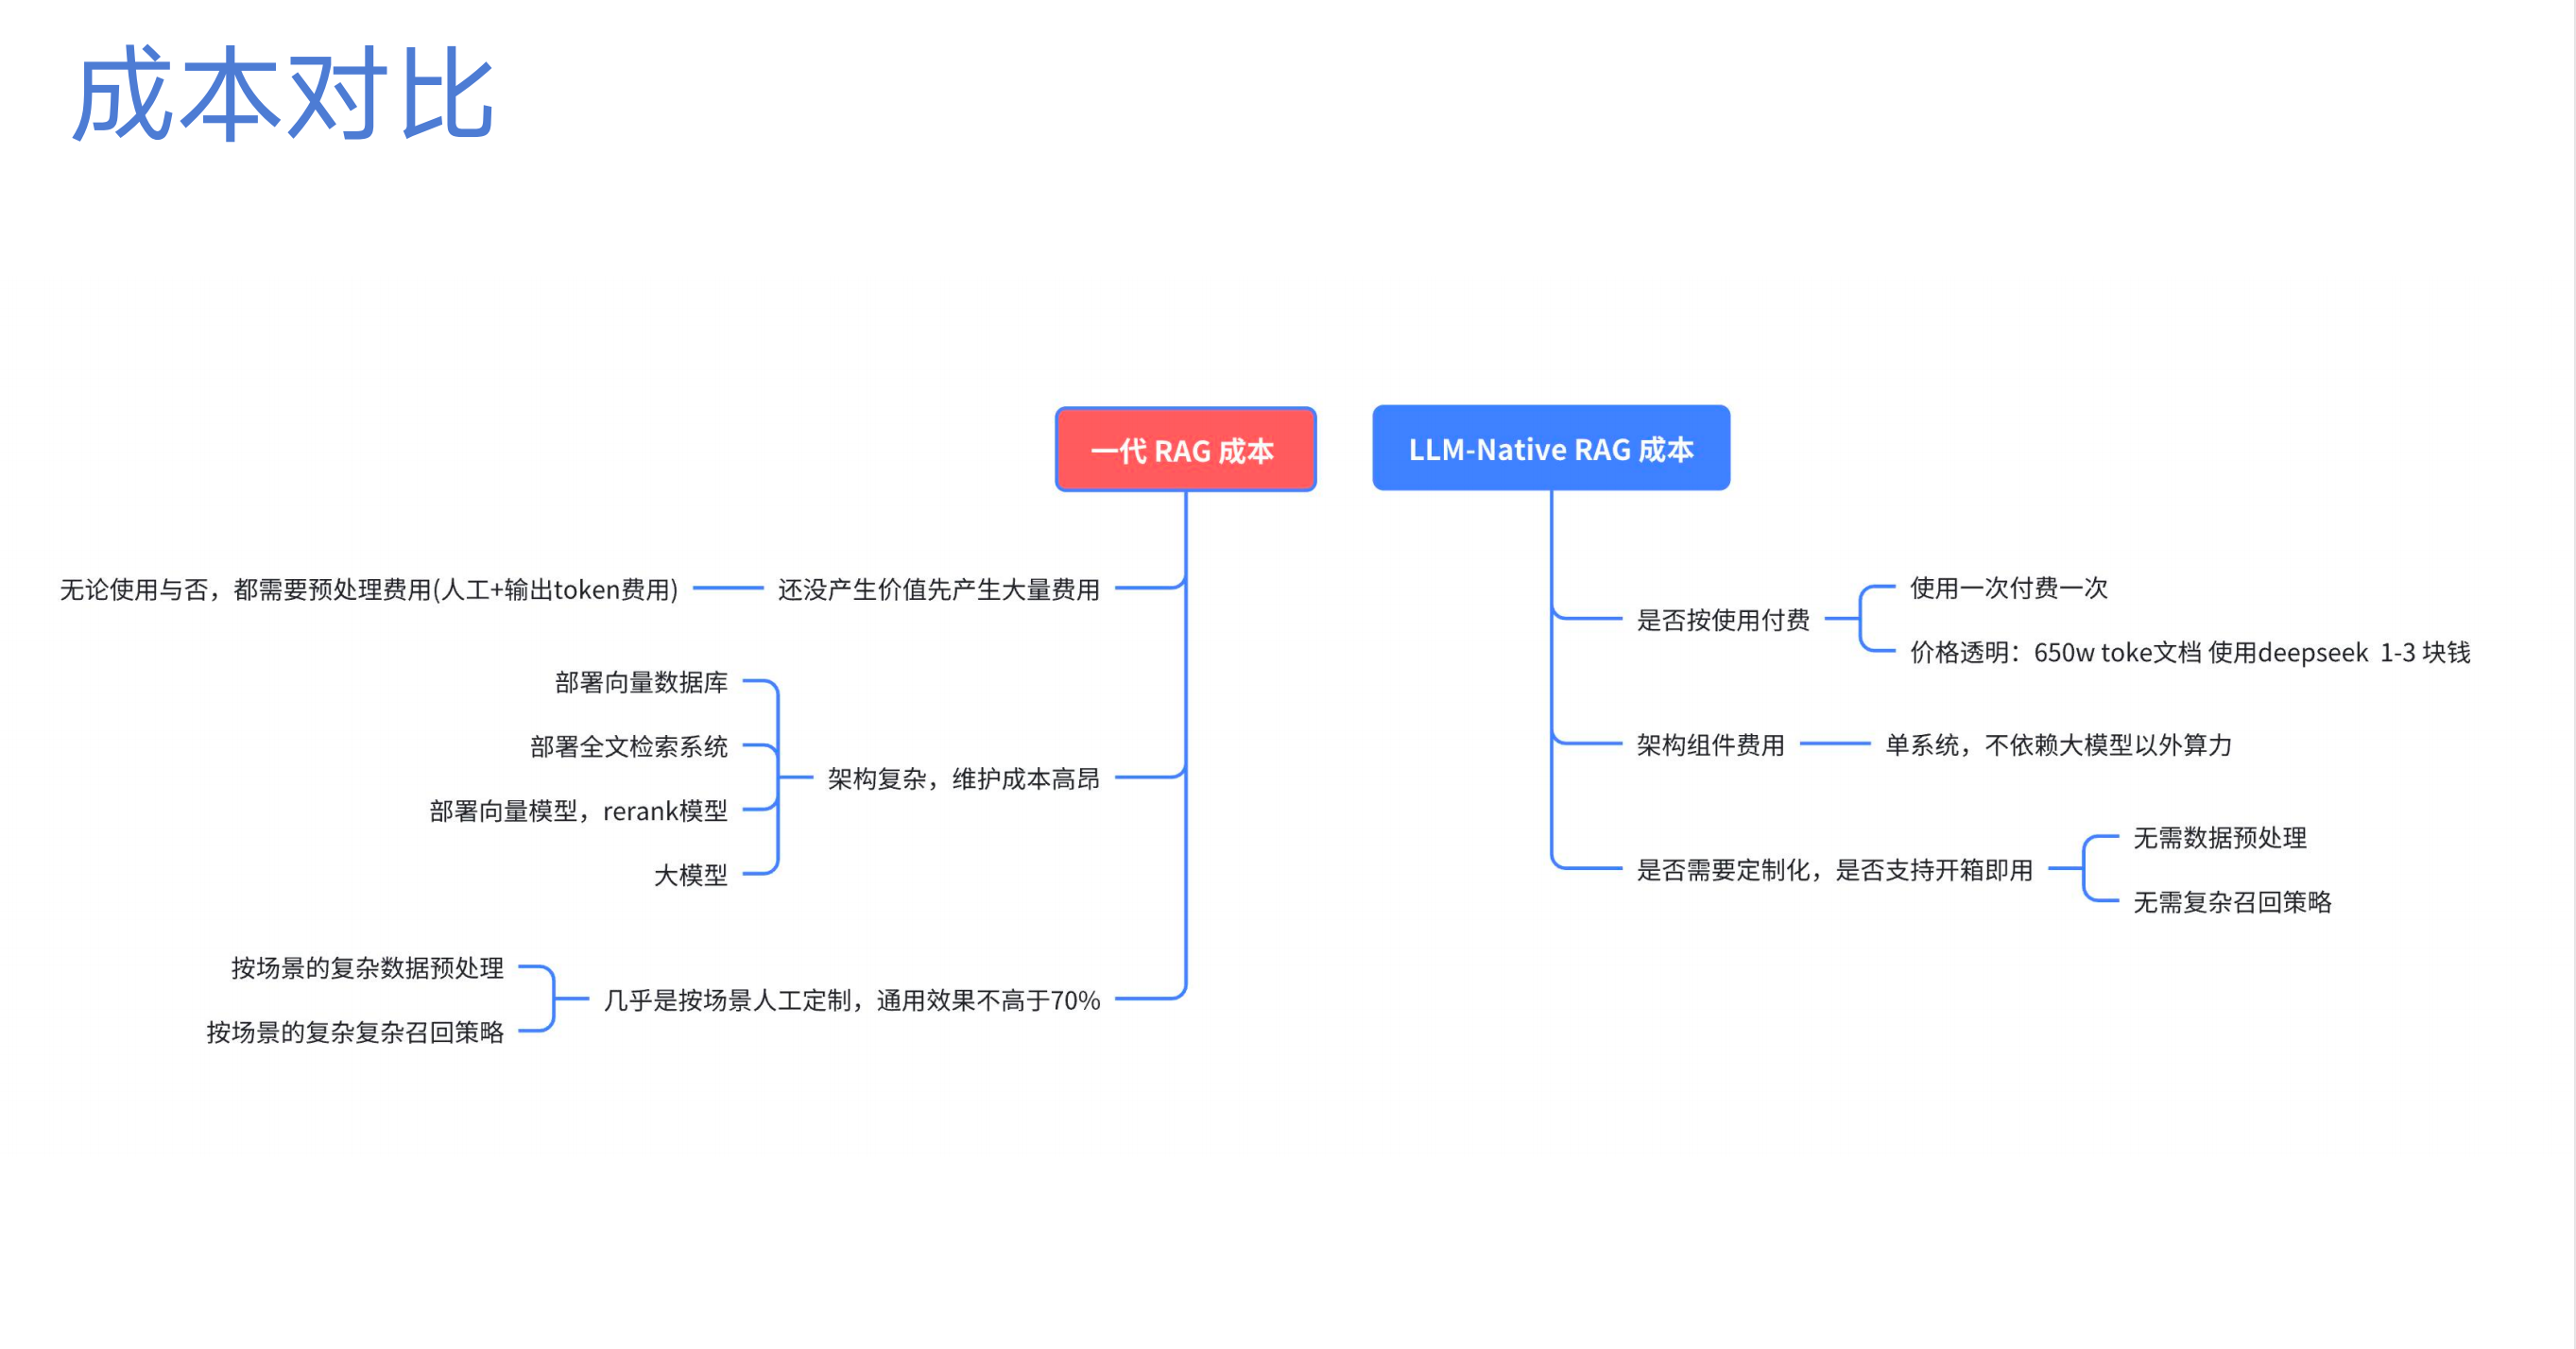 成本对比
一代 RAG 成本
还没产生价值先产生大量费用
无论使用与否，都需要预处理费用(人工+输出token费用)
架构复杂，维护成本高昂
部署向量数据库
部署全文检索系统
部署向量模型，rerank模型
大模型
几乎是按场景人工定制，通用效果不高于70%
按场景的复杂数据预处理
按场景的复杂复杂召回策略
LLM-Native RAG 成本
是否按使用付费
使用一次付费一次
价格透明：650w toke文档 使用deepseek 1-3 块钱
架构组件费用
单系统，不依赖大模型以外算力
是否需要定制化，是否支持开箱即用
无需数据预处理
无需复杂召回策略